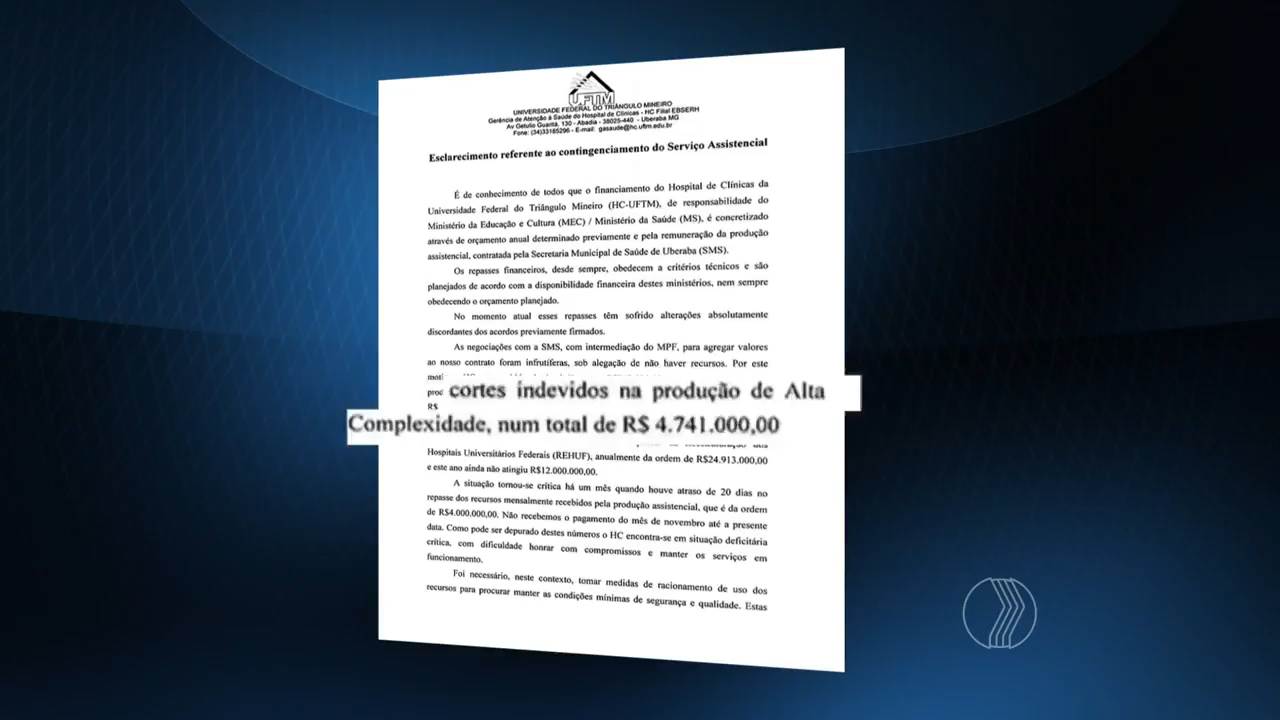 UFTM
UNIVERSIDADE FEDERAL DO TRIÂNGULO MINEIRO
Gerência de Atenção à Saúde do Hospital de Clínicas - HC Filial EBSERH
Av Getulio Guaritá, 130 - Abadia - 38025-440 - Uberaba MG
Fone: (34)33185296 - E-mail: gasaude@hc.uftm.edu.br
Esclarecimento referente ao contingenciamento do Serviço Assistencial
É de conhecimento de todos que o financiamento do Hospital de Clínicas da
Universidade Federal do Triângulo Mineiro (HC-UFTM), de responsabilidade do
Ministério da Educação e Cultura (MEC) / Ministério da Saúde (MS), é concretizado
através de orçamento anual determinado previamente e pela remuneração da produção
assistencial, contratada pela Secretaria Municipal de Saúde de Uberaba (SMS).
Os repasses financeiros, desde sempre, obedecem a critérios técnicos e são
planejados de acordo com a disponibilidade financeira destes ministérios, nem sempre
obedecendo o orçamento planejado.
No momento atual esses repasses têm sofrido alterações absolutamente
discordantes dos acordos previamente firmados.
As negociações com a SMS, com intermediação do MPF, para agregar valores
ao nosso contrato foram infrutíferas, sob alegação de não haver recursos. Por este
cortes indevidos na produção de Alta
R$
Complexidade, num total de R$ 4.741.000,00
Hospitais Universitários Federais (REHUF), anualmente da ordem de R$24.913.000,00
e este ano ainda não atingiu R$12.000.000,00.
A situação tornou-se crítica há um mês quando houve atraso de 20 dias no
repasse dos recursos mensalmente recebidos pela produção assistencial, que é da ordem
de R$4.000.000,00. Não recebemos o pagamento do mês de novembro até a presente
data. Como pode ser depurado destes números o HC encontra-se em situação deficitária
crítica, com dificuldade honrar com compromissos e manter os serviços em
funcionamento.
Foi necessário, neste contexto, tomar medidas de racionamento de uso dos
recursos para procurar manter as condições mínimas de segurança e qualidade. Estas